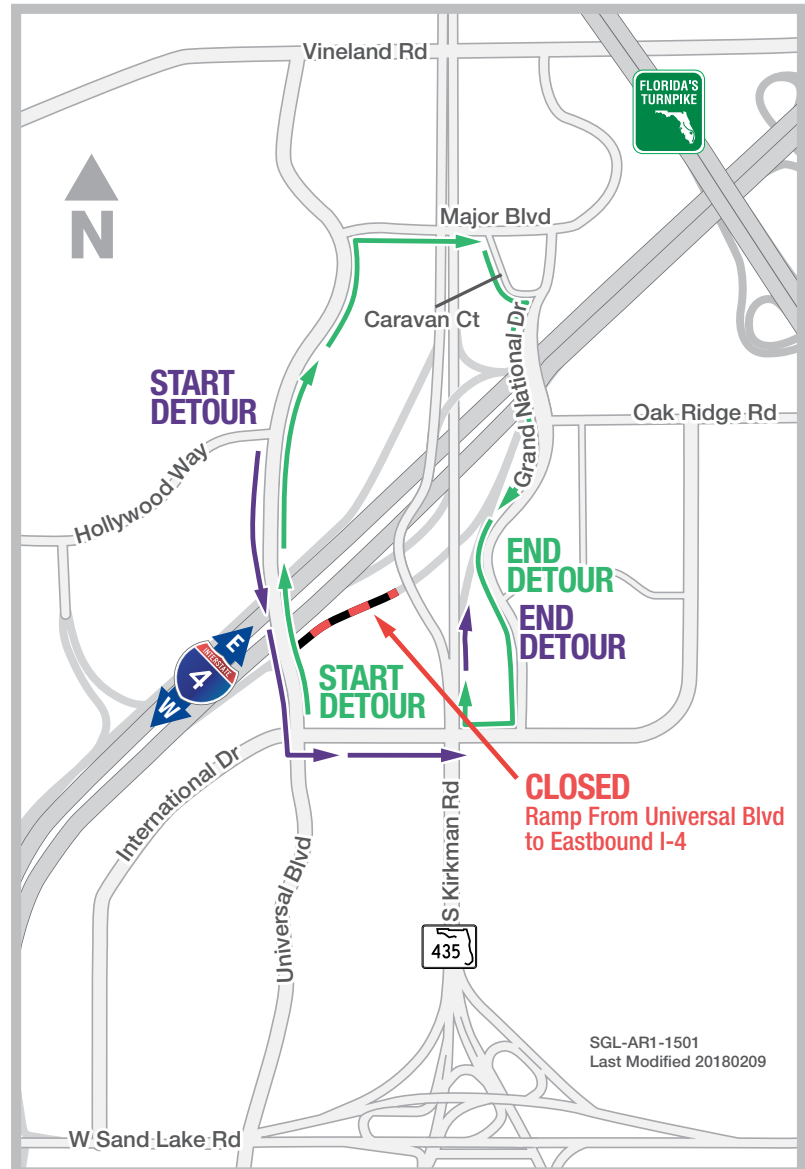 Vineland Rd
FLORIDA'S
TURNPIKE
N
Major Blvd
Caravan Ct
Grand National Dr
START
DETOUR
Oak Ridge Rd
Hollywood Way
END
DETOUR
END
DETOUR
E
INTERSTATE
4
W
START
DETOUR
International Dr
CLOSED
Ramp From Universal Blvd
to Eastbound I-4
Universal Blvd
S Kirkman Rd
435
SGL-AR1-1501
Last Modified 20180209
W Sand Lake Rd